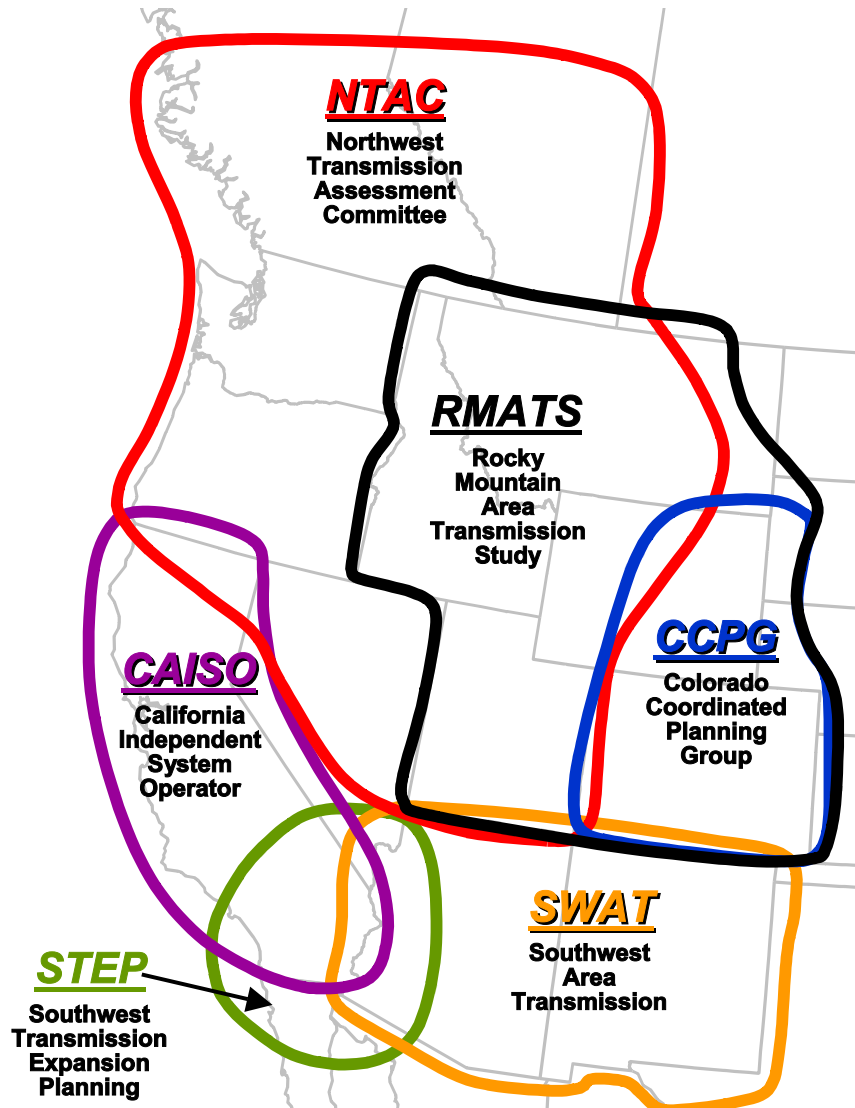 NTAC
Northwest
Transmission
Assessment
Committee
RMATS
Rocky
Mountain
Area
Transmission
Study
CCPG
Colorado
Coordinated
Planning
Group
CAISO
California
Independent
System
Operator
SWAT
Southwest
Area
Transmission
STEP
Southwest
Transmission
Expansion
Planning